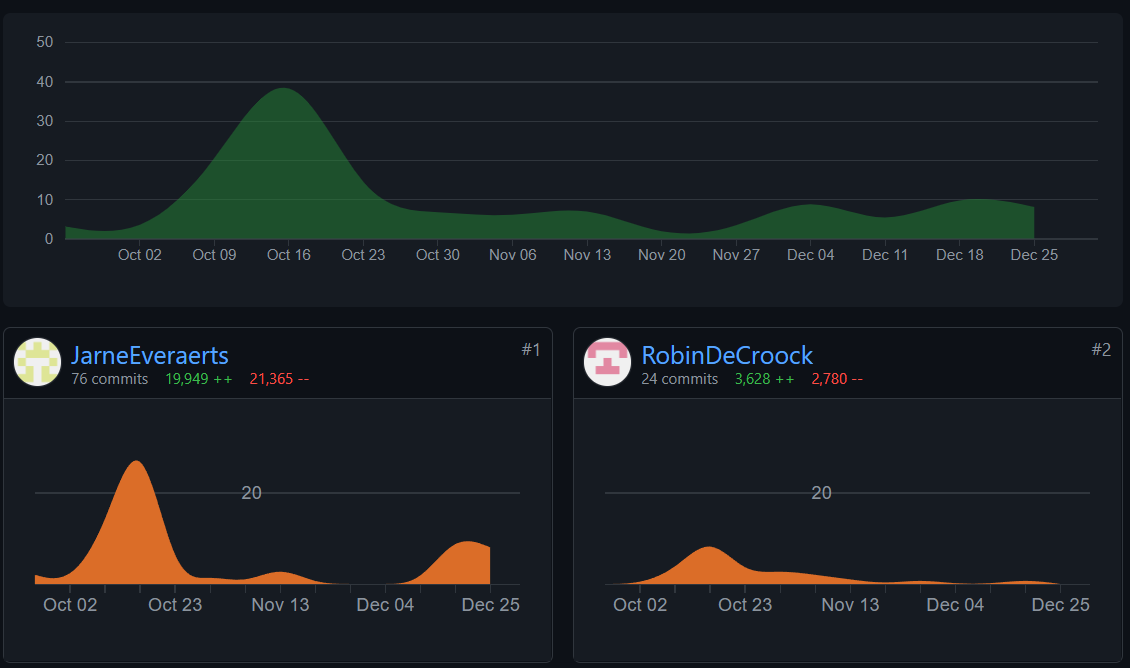 50
40
30
20
10
0
Oct 02 Oct 09 Oct 16 Oct 23 Oct 30 Nov 06 Nov 13 Nov 20 Nov 27 Dec 04 Dec 11 Dec 18 Dec 25
JarneEveraerts #1
76 commits 19,949 ++ 21,365 --
20
Oct 02 Oct 23 Nov 13 Dec 04 Dec 25
RobinDeCroock #2
24 commits 3,628 ++ 2,780 --
20
Oct 02 Oct 23 Nov 13 Dec 04 Dec 25